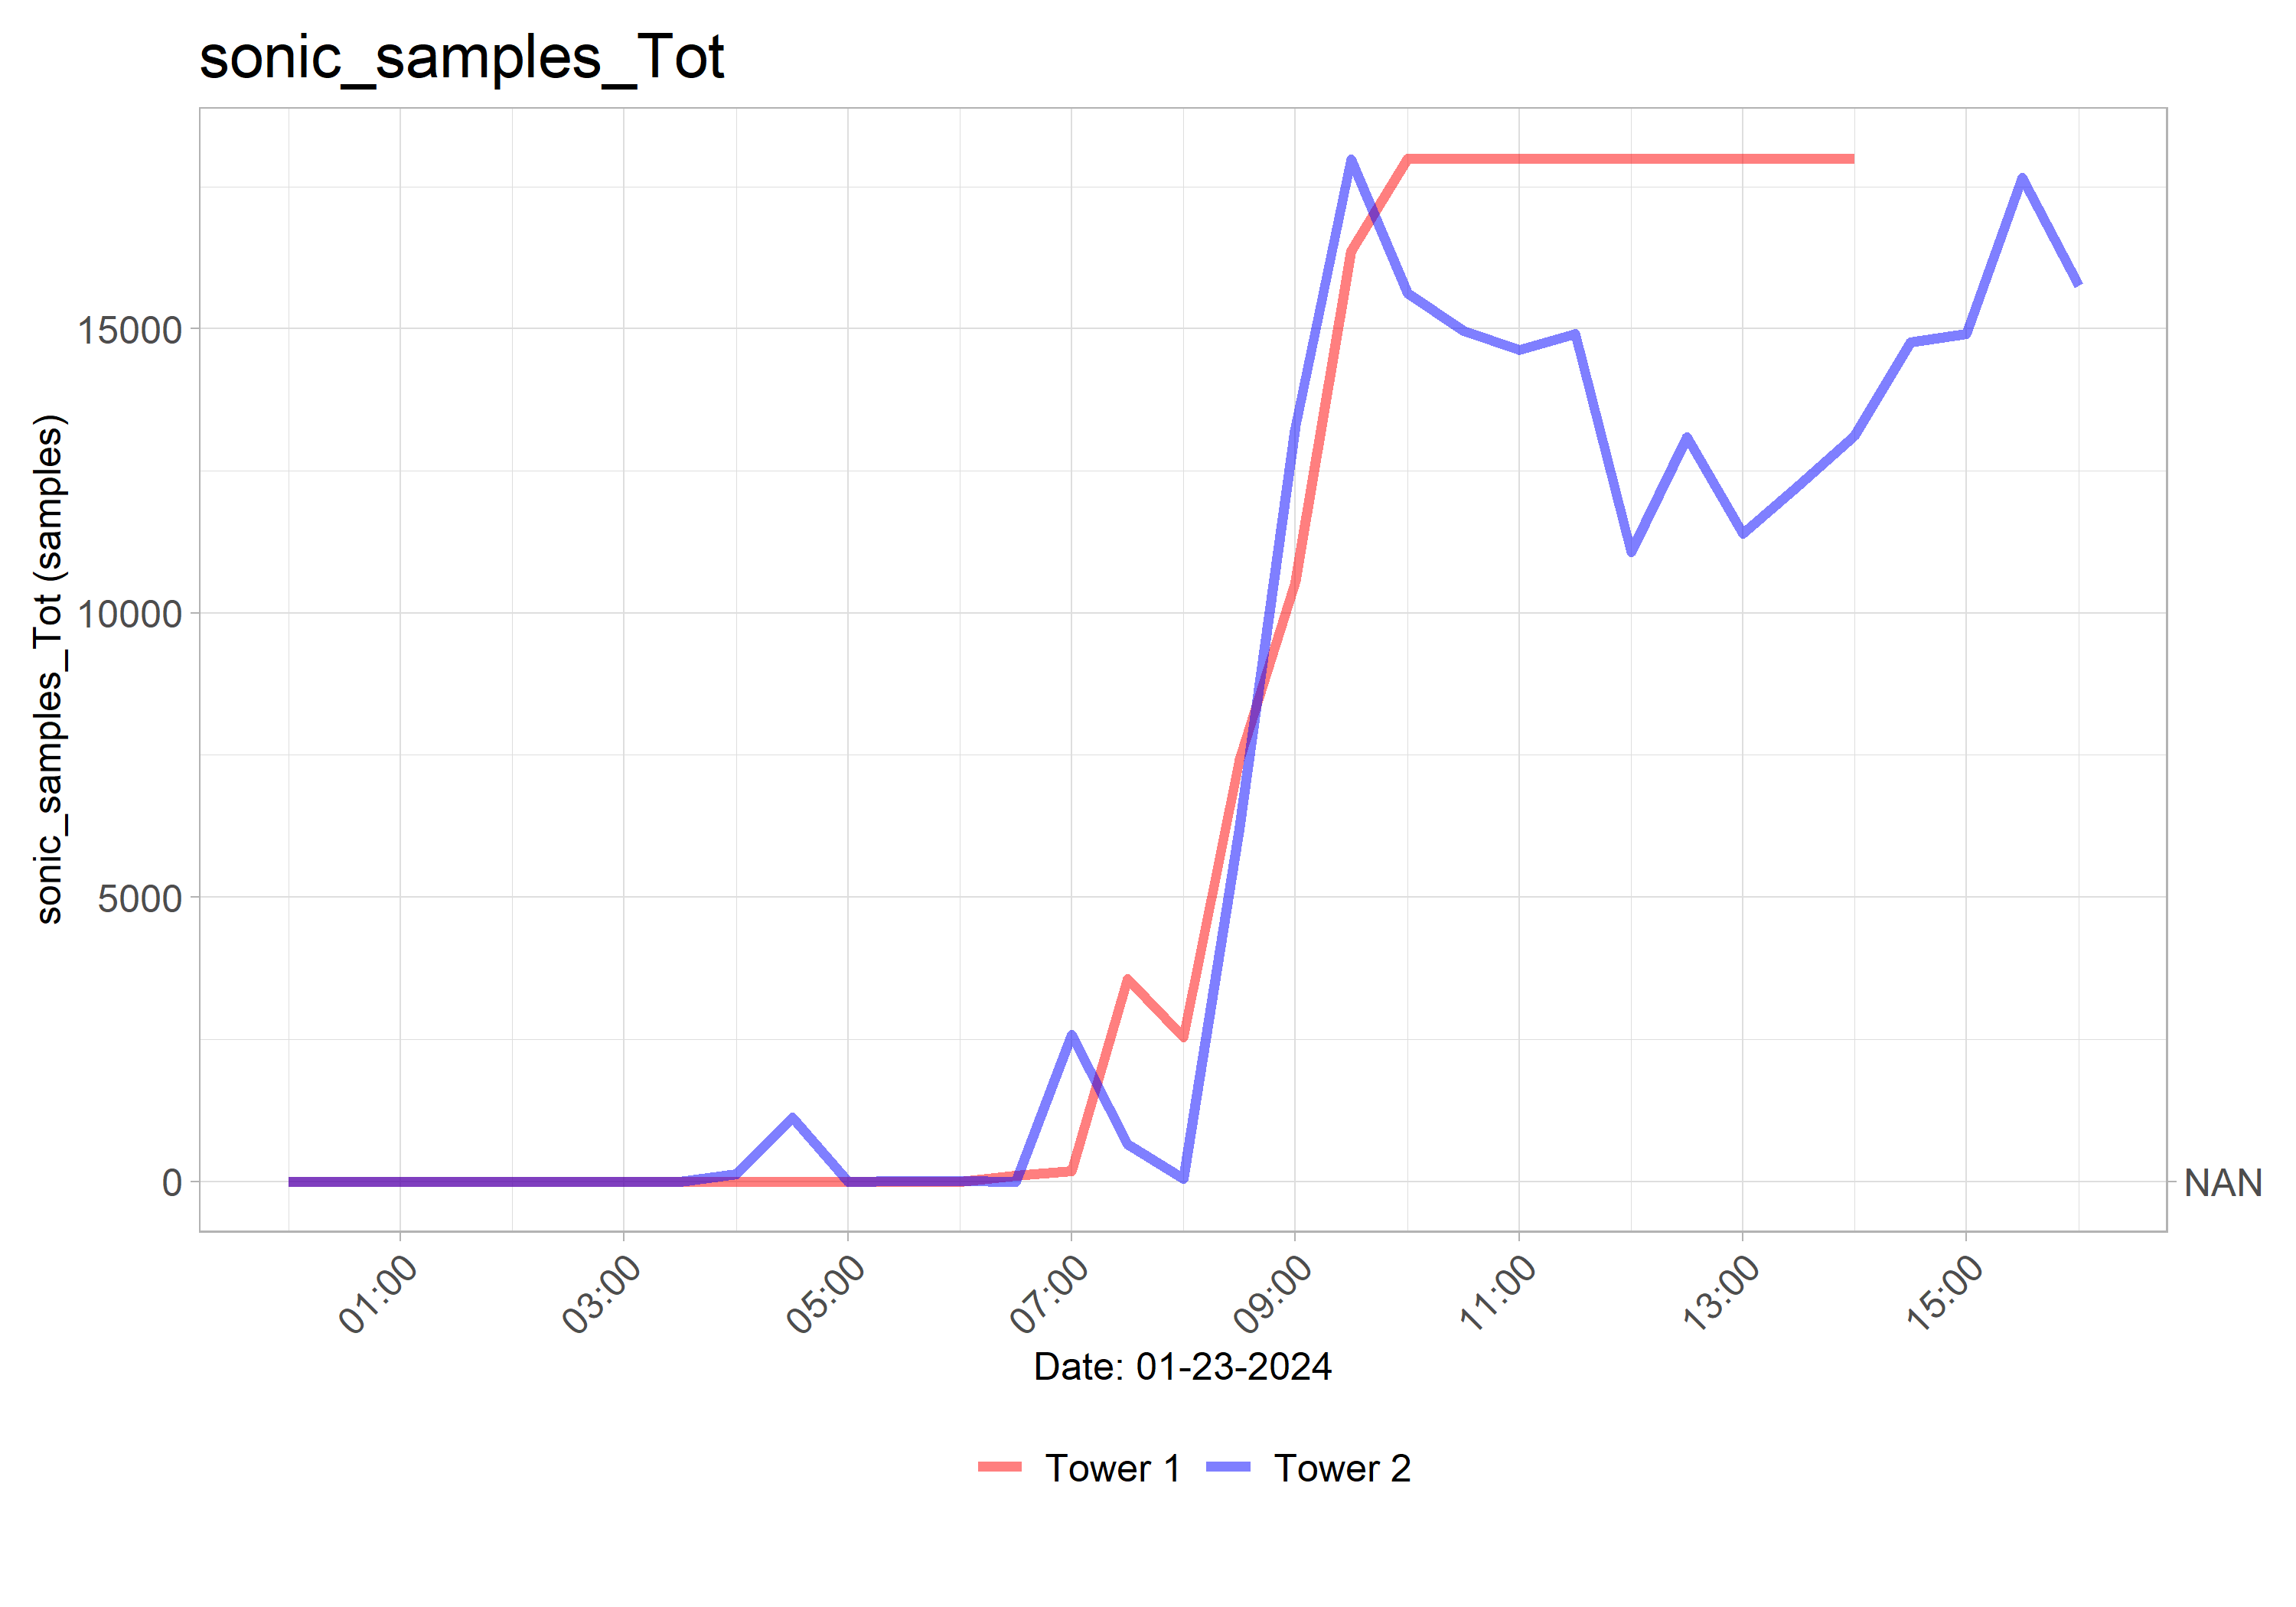 sonic_samples_Tot
sonic_samples_Tot (samples)
15000
10000
5000
0
NAN
01:00
03:00
05:00
07:00
09:00
11:00
13:00
15:00
Date: 01-23-2024
Tower 1
Tower 2